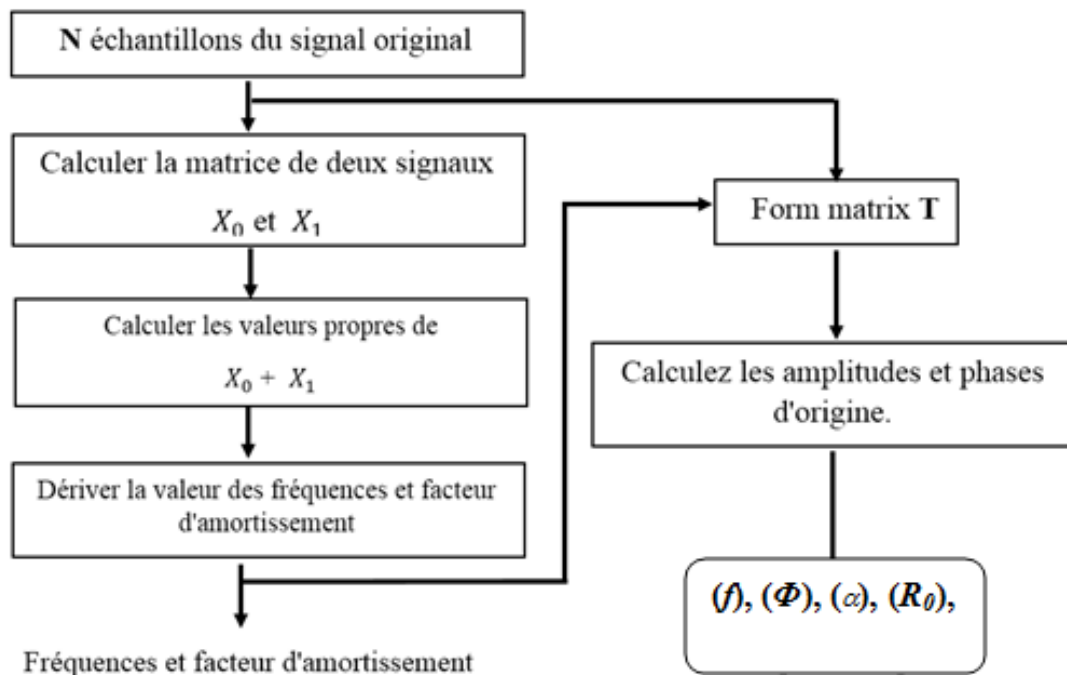 N échantillons du signal original
Calculer la matrice de deux signaux
X₀ et X₁
Calculer les valeurs propres de
X₀ + X₁
Dériver la valeur des fréquences et facteur
d'amortissement
Fréquences et facteur d'amortissement
Form matrix T
Calculez les amplitudes et phases
d'origine.
(f), (Φ), (α), (R₀),